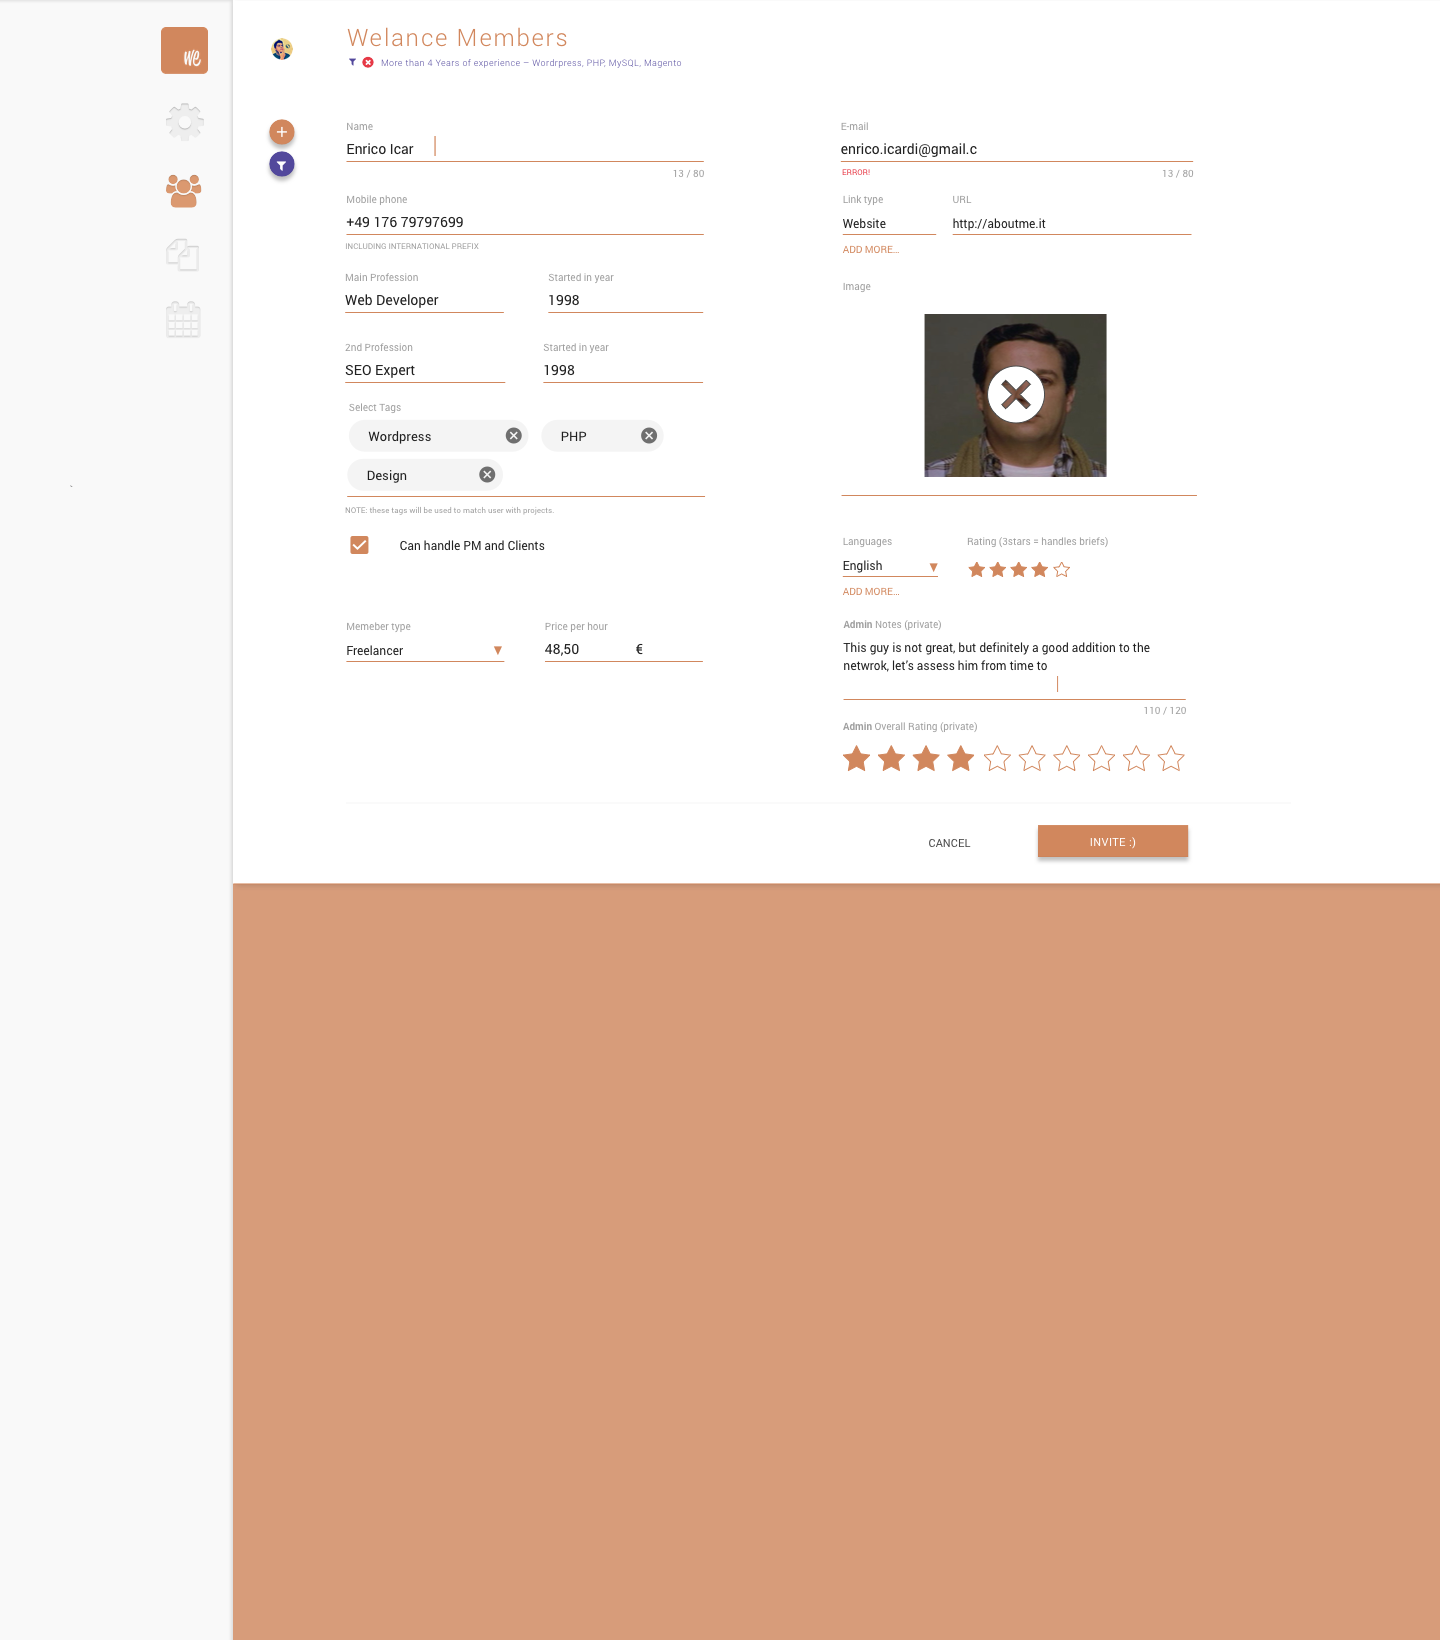 we
Welance Members
More than 4 Years of experience – Wordrpress, PHP, MySQL, Magento
Name
Enrico Icar
13 / 80
Mobile phone
+49 176 79797699
INCLUDING INTERNATIONAL PREFIX
Main Profession
Started in year
Web Developer
1998
2nd Profession
Started in year
SEO Expert
1998
Select Tags
Wordpress
PHP
Design
NOTE: these tags will be used to match user with projects.
Can handle PM and Clients
Memeber type
Price per hour
Freelancer
48,50 €
E-mail
enrico.icardi@gmail.c
ERROR!
13 / 80
Link type
URL
Website
http://aboutme.it
ADD MORE...
Image
Languages
Rating (3stars = handles briefs)
English
ADD MORE...
Admin Notes (private)
This guy is not great, but definitely a good addition to the
netwrok, let's assess him from time to
110 / 120
Admin Overall Rating (private)
CANCEL
INVITE :)